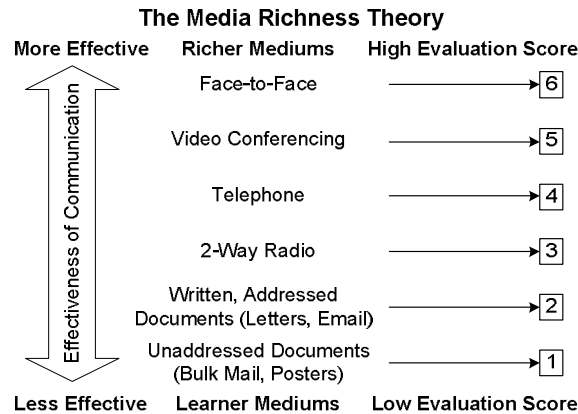 The Media Richness Theory
More Effective Richer Mediums High Evaluation Score
Effectiveness of Communication
Face-to-Face 6
Video Conferencing 5
Telephone 4
2-Way Radio 3
Written, Addressed
Documents (Letters, Email) 2
Unaddressed Documents
(Bulk Mail, Posters) 1
Less Effective Learner Mediums Low Evaluation Score